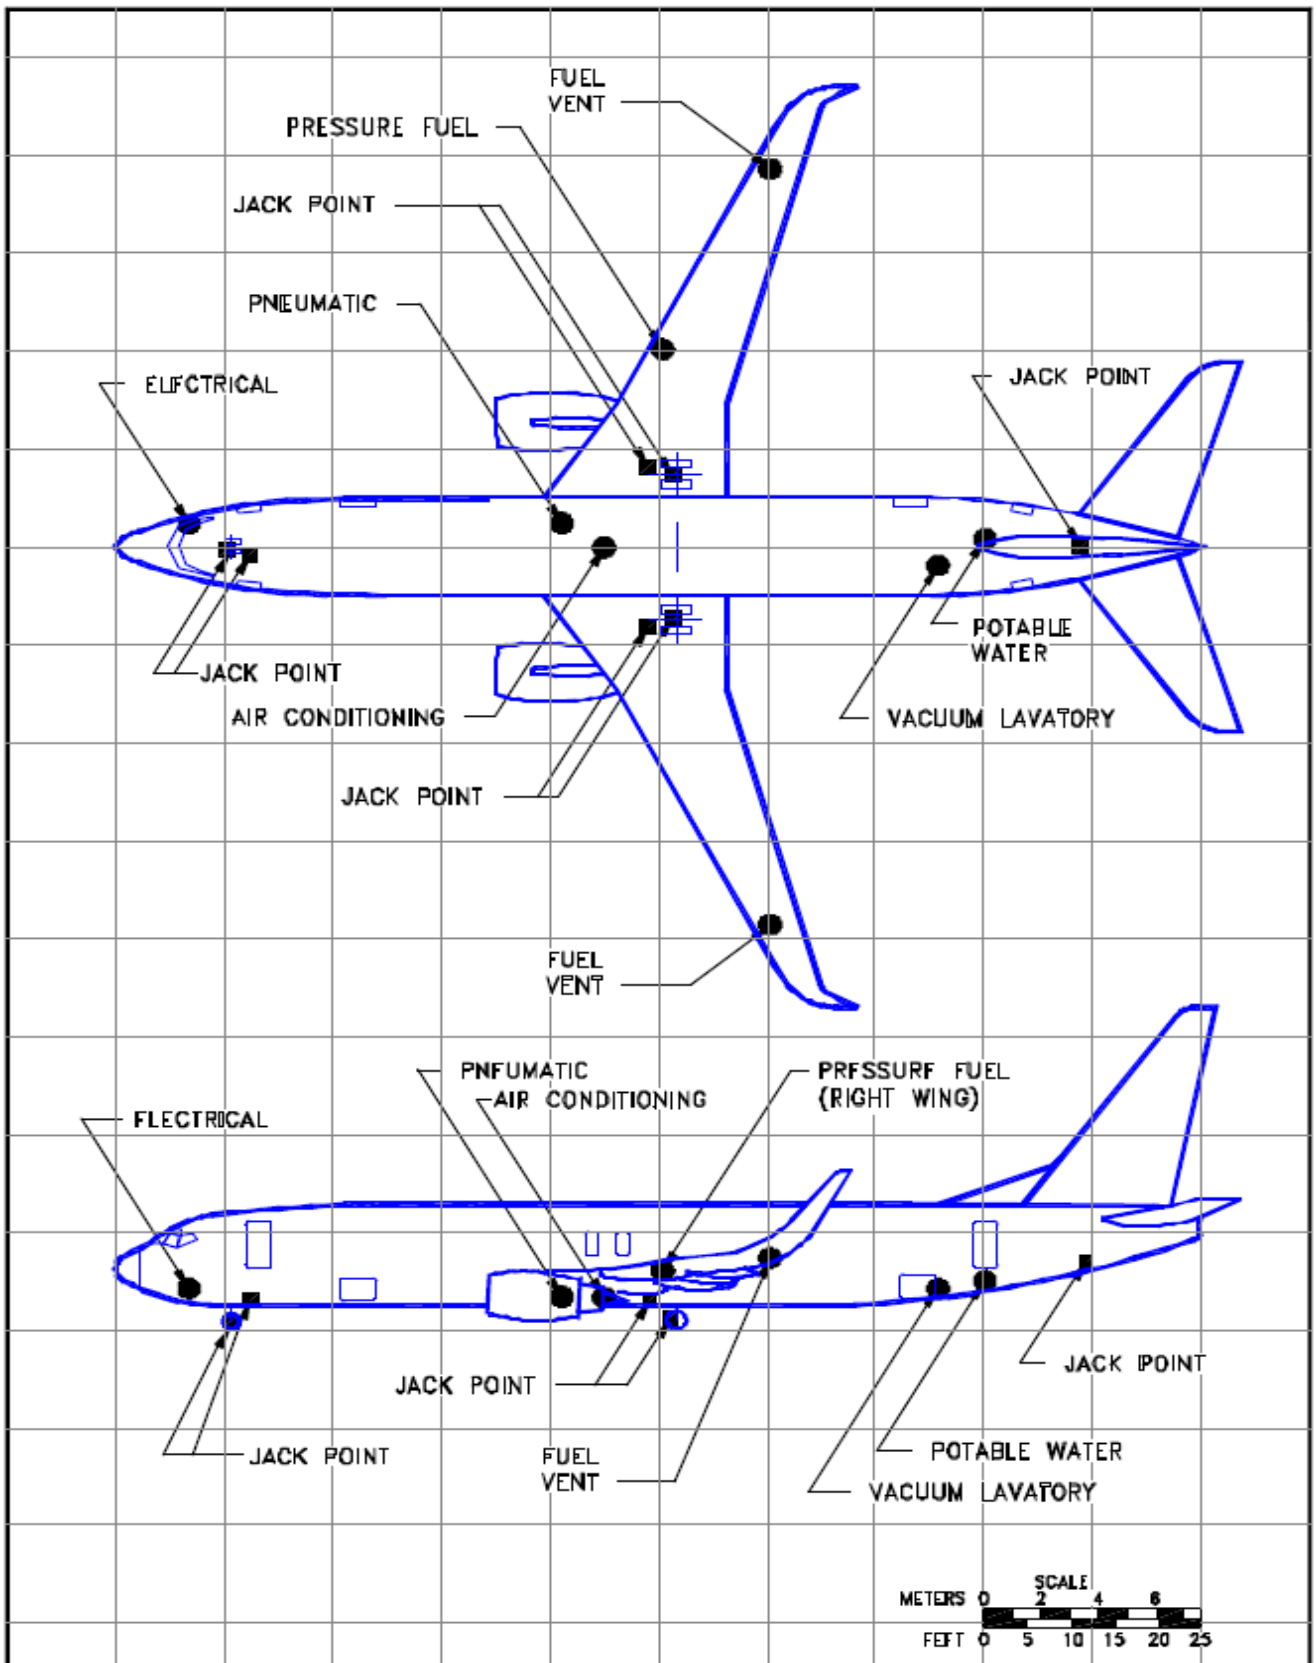 FUEL
VENT
PRESSURE FUEL
JACK POINT
PNEUMATIC
ELECTRICAL
JACK POINT
POTABLE
WATER
JACK POINT
AIR CONDITIONING
VACUUM LAVATORY
JACK POINT
FUEL
VENT
PNEUMATIC
AIR CONDITIONING
PRESSURE FUEL
(RIGHT WING)
ELECTRICAL
JACK POINT
JACK POINT
JACK POINT
FUEL
VENT
POTABLE WATER
VACUUM LAVATORY
SCALE
METERS 0 2 4 6
FEET 0 5 10 15 20 25